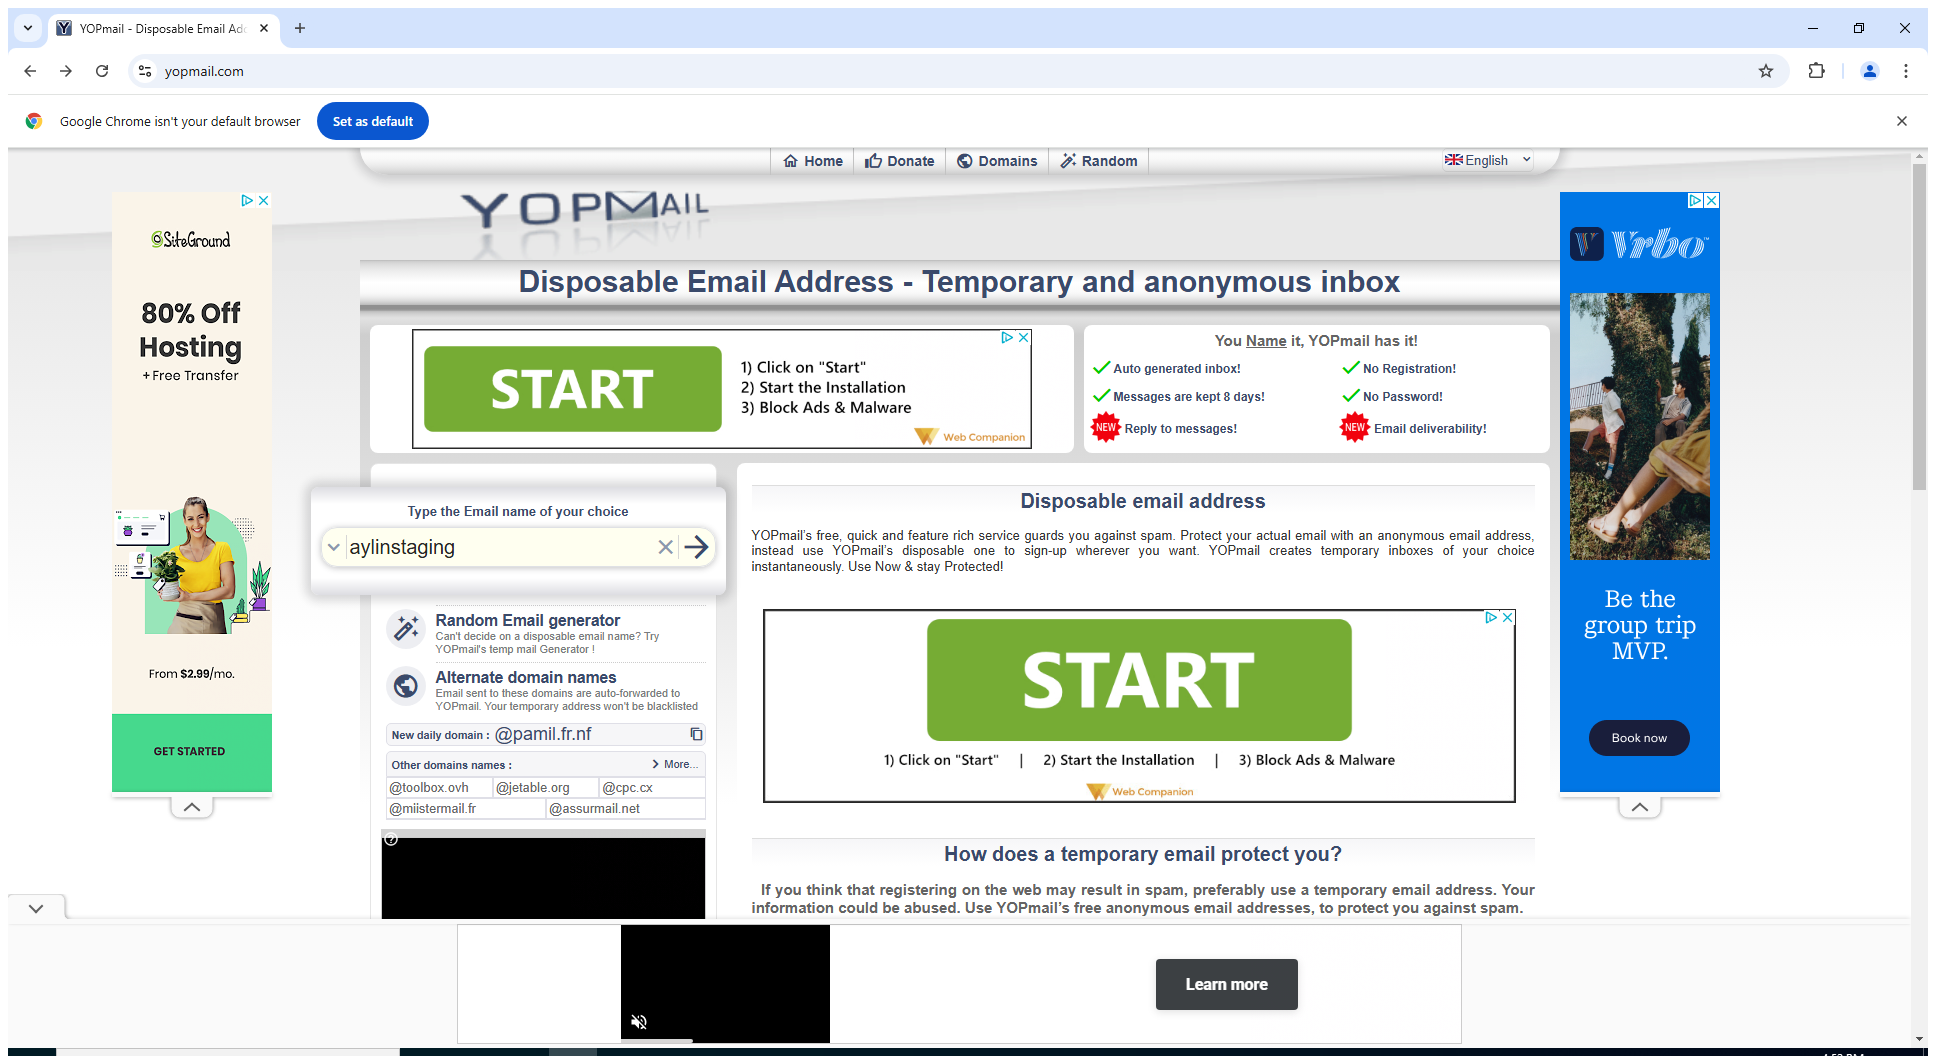 YOPmail - Disposable Email Add
yopmail.com
Google Chrome isn't your default browser
Set as default
Home
Donate
Domains
Random
English
YOPMAIL
Disposable Email Address - Temporary and anonymous inbox
SiteGround
80% Off
Hosting
+ Free Transfer
From $2.99/mo.
GET STARTED
START
1) Click on "Start"
2) Start the Installation
3) Block Ads & Malware
Web Companion
You Name it, YOPmail has it!
Auto generated inbox!
No Registration!
Messages are kept 8 days!
No Password!
NEW Reply to messages!
NEW Email deliverability!
Type the Email name of your choice
aylinstaging
Random Email generator
Can't decide on a disposable email name? Try
YOPmail's temp mail Generator !
Alternate domain names
Email sent to these domains are auto-forwarded to
YOPmail. Your temporary address won't be blacklisted
New daily domain : @pamil.fr.nf
Other domains names :
More...
@toolbox.ovh
@jetable.org
@cpc.cx
@miistermail.fr
@assurmail.net
Disposable email address
YOPmail's free, quick and feature rich service guards you against spam. Protect your actual email with an anonymous email address,
instead use YOPmail's disposable one to sign-up wherever you want. YOPmail creates temporary inboxes of your choice
instantaneously. Use Now & stay Protected!
START
1) Click on "Start" | 2) Start the Installation | 3) Block Ads & Malware
Web Companion
How does a temporary email protect you?
If you think that registering on the web may result in spam, preferably use a temporary email address. Your
information could be abused. Use YOPmail's free anonymous email addresses, to protect you against spam.
V Vrbo
Be the
group trip
MVP.
Book now
Learn more